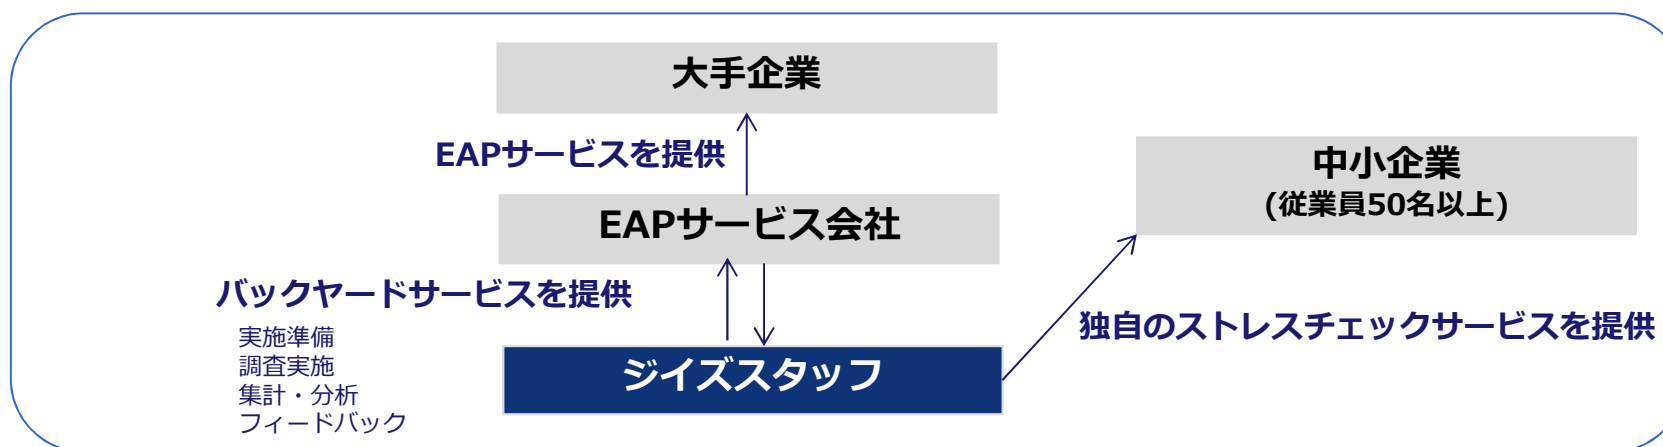 大手企業
EAPサービスを提供
中小企業
(従業員50名以上)
EAPサービス会社
バックヤードサービスを提供
実施準備
調査実施
集計・分析
フィードバック
独自のストレスチェックサービスを提供
ジイズスタッフ